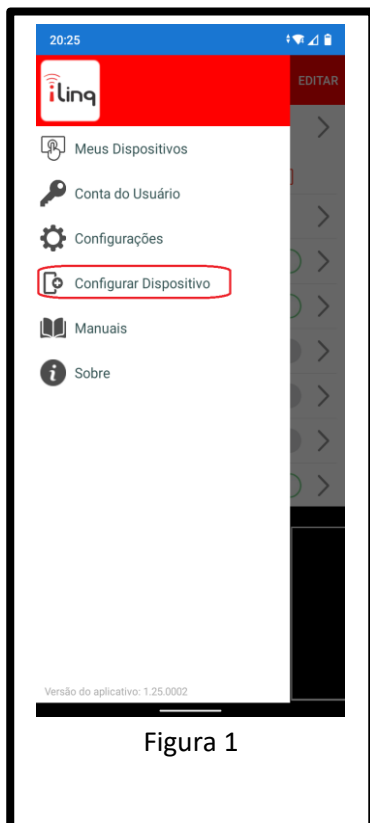 20:25
iLinq
EDITAR
Meus Dispositivos
Conta do Usuário
Configurações
Configurar Dispositivo
Manuais
Sobre
Versão do aplicativo: 1.25.0002
Figura 1